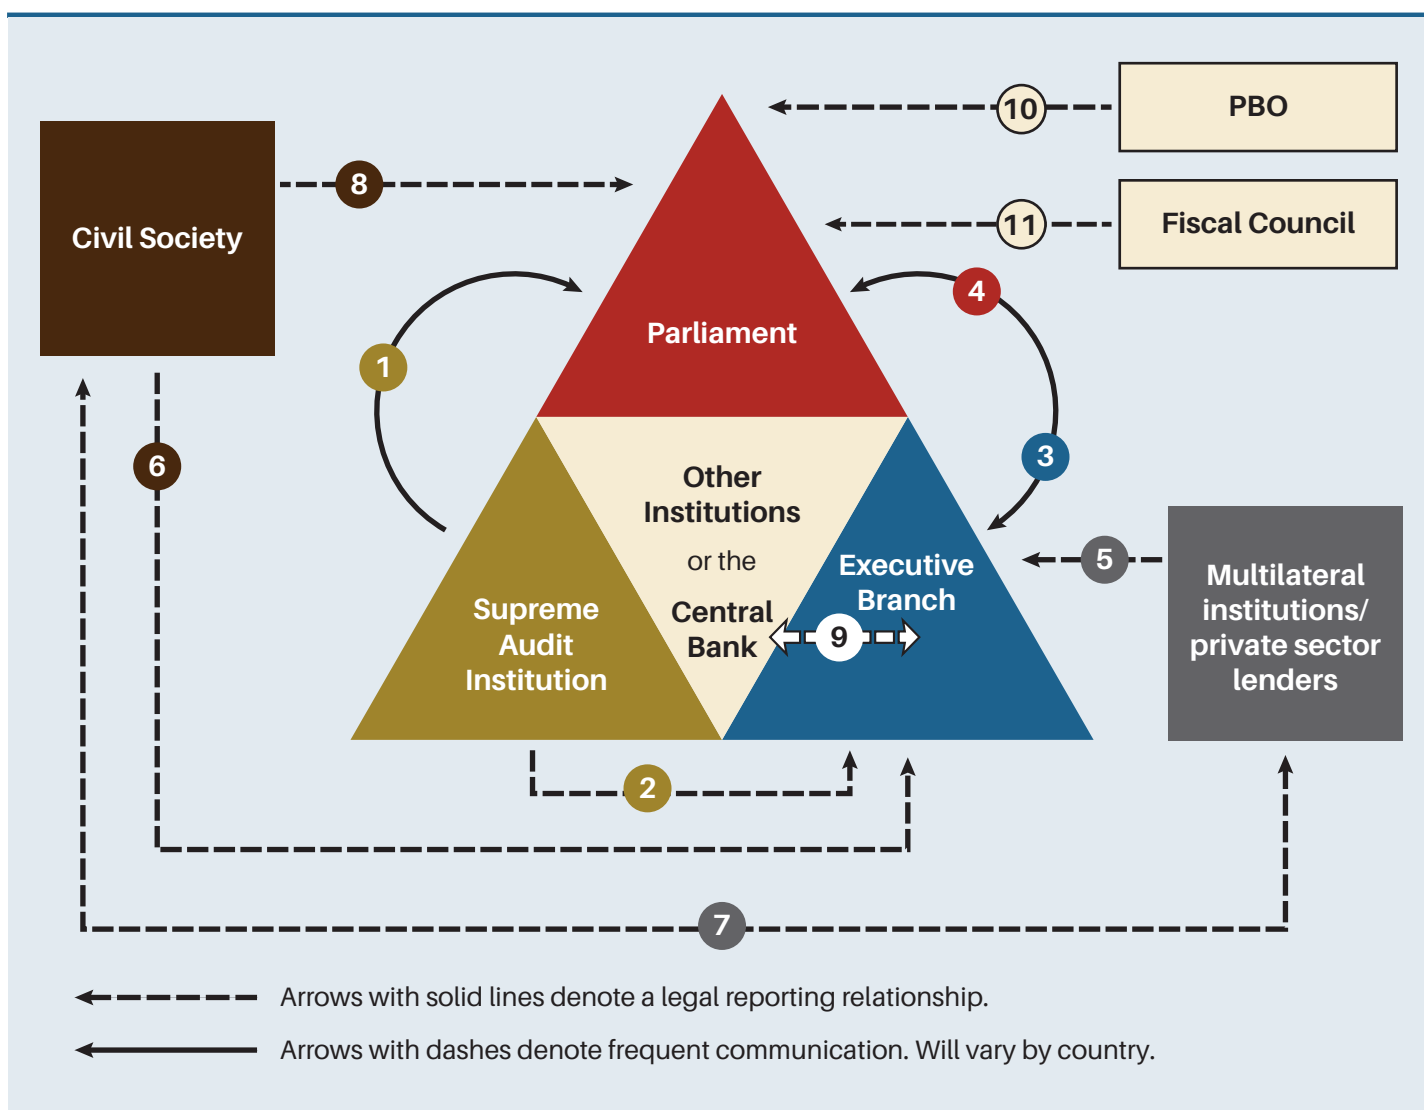 10
PBO
8
11
Fiscal Council
Civil Society
4
Parliament
1
3
6
Other
Institutions
or the
Central
Bank
5
Executive
Branch
9
Multilateral
institutions/
private sector
lenders
Supreme
Audit
Institution
2
7
Arrows with solid lines denote a legal reporting relationship.
Arrows with dashes denote frequent communication. Will vary by country.